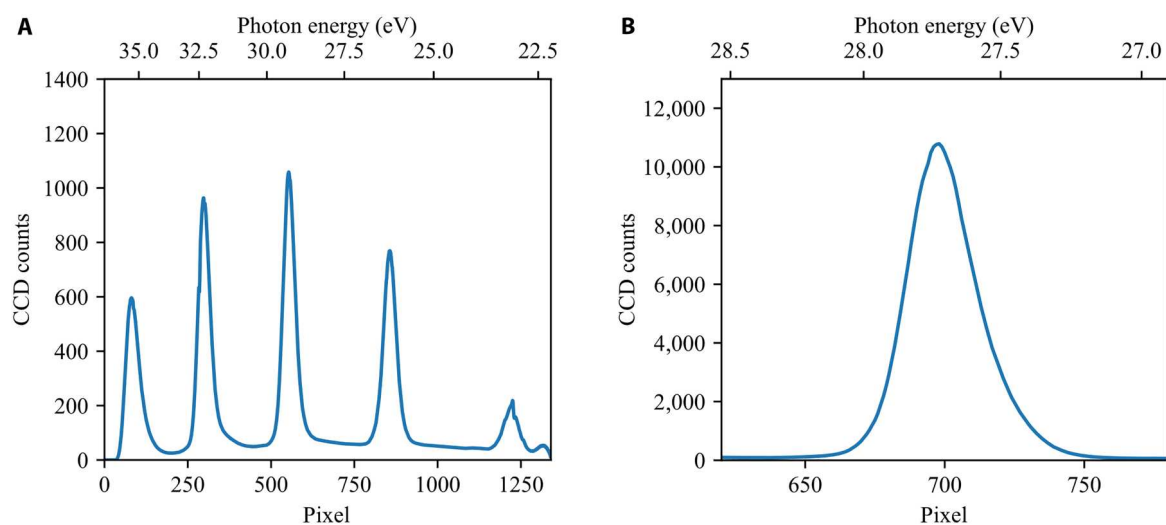 A
Photon energy (eV)
35.0 32.5 30.0 27.5 25.0 22.5
1400
1200
1000
800
600
400
200
0
CCD counts
0 250 500 750 1000 1250
Pixel
B
Photon energy (eV)
28.5 28.0 27.5 27.0
12,000
10,000
8,000
6,000
4,000
2,000
0
CCD counts
650 700 750
Pixel